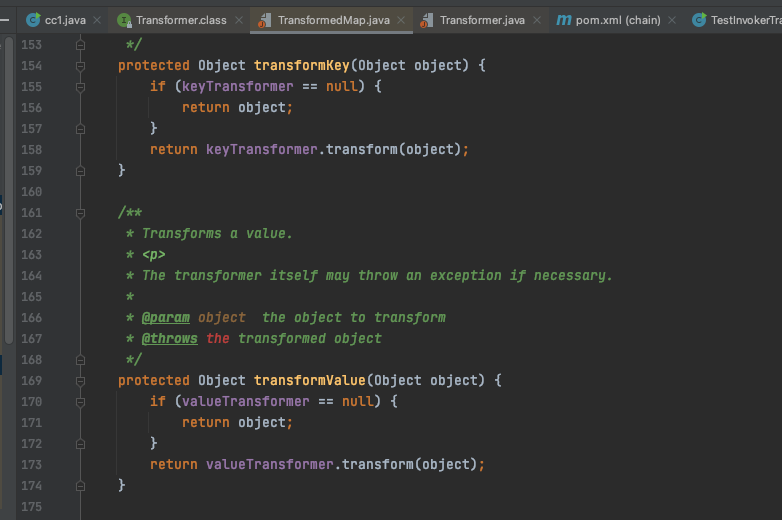 cc1.java Transformer.class TransformedMap.java Transformer.java pom.xml (chain) TestInvokerTra
153 */
154 protected Object transformKey(Object object) {
155 if (keyTransformer == null) {
156 return object;
157 }
158 return keyTransformer.transform(object);
159 }
160
161 /**
162 * Transforms a value.
163 * <p>
164 * The transformer itself may throw an exception if necessary.
165 *
166 * @param object  the object to transform
167 * @throws the transformed object
168 */
169 protected Object transformValue(Object object) {
170 if (valueTransformer == null) {
171 return object;
172 }
173 return valueTransformer.transform(object);
174 }
175